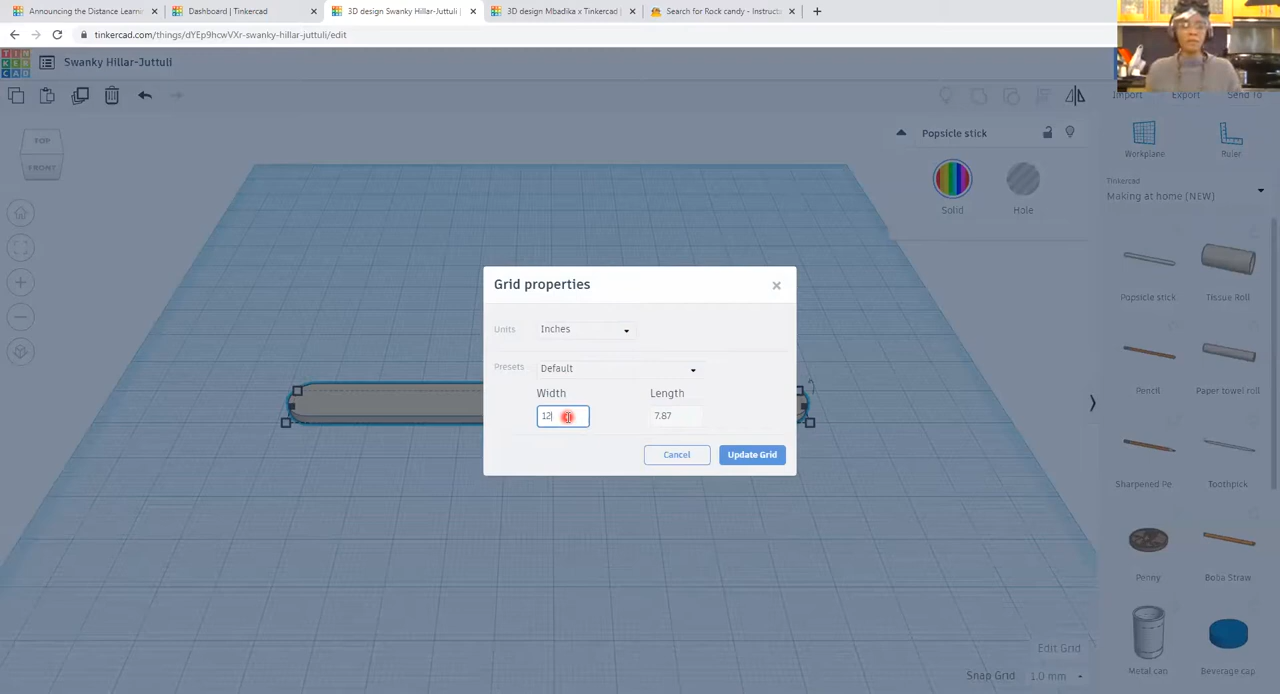 Announcing the Distance Learni
Dashboard | Tinkercad
3D design Swanky Hillar-Juttuli |
3D design Mbadika x Tinkercad |
Search for Rock candy - Instructa
tinkercad.com/things/dYEp9hcwVXr-swanky-hillar-juttuli/edit
TIN
KER
CAD
Swanky Hillar-Juttuli
Import
Export
Send To
TOP
FRONT
Popsicle stick
Solid
Hole
Workplane
Ruler
Tinkercad
Making at home (NEW)
Popsicle stick
Tissue Roll
Pencil
Paper towel roll
Sharpened Pe
Toothpick
Penny
Boba Straw
Metal can
Beverage cap
Grid properties
Units
Inches
Presets
Default
Width
Length
12
7.87
Cancel
Update Grid
Edit Grid
Snap Grid
1.0 mm